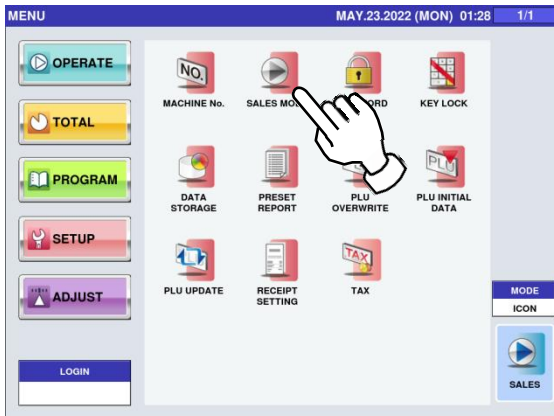 MENU
MAY.23.2022 (MON) 01:28
1/1
OPERATE
TOTAL
PROGRAM
SETUP
ADJUST
LOGIN
NO.
MACHINE No.
SALES MO
ORD
KEY LOCK
DATA
STORAGE
PRESET
REPORT
PLU
OVERWRITE
PLU
PLU INITIAL
DATA
PLU UPDATE
RECEIPT
SETTING
TAX
TAX
MODE
ICON
SALES